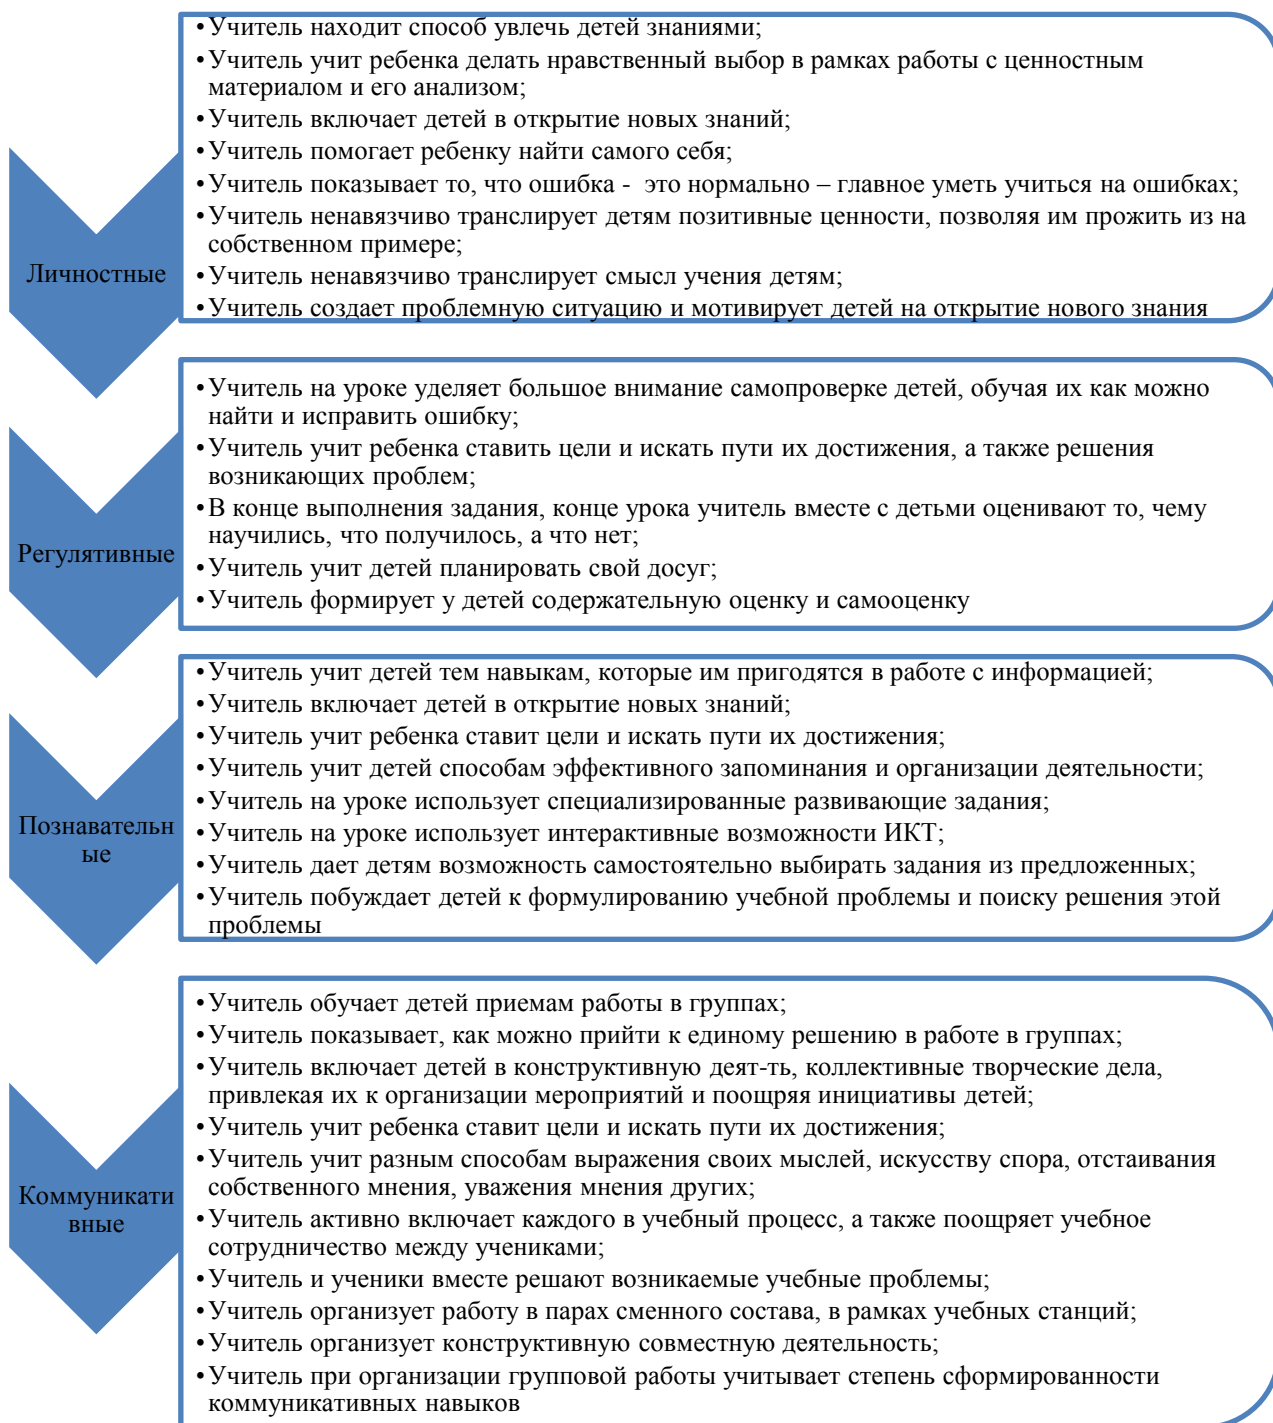 •Учитель находит способ увлечь детей знаниями;
•Учитель учит ребенка делать нравственный выбор в рамках работы с ценностным
материалом и его анализом;
•Учитель включает детей в открытие новых знаний;
•Учитель помогает ребенку найти самого себя;
•Учитель показывает то, что ошибка - это нормально – главное уметь учиться на ошибках;
•Учитель ненавязчиво транслирует детям позитивные ценности, позволяя им прожить из на
собственном примере;
•Учитель ненавязчиво транслирует смысл учения детям;
•Учитель создает проблемную ситуацию и мотивирует детей на открытие нового знания
Личностные
•Учитель на уроке уделяет большое внимание самопроверке детей, обучая их как можно
найти и исправить ошибку;
•Учитель учит ребенка ставить цели и искать пути их достижения, а также решения
возникающих проблем;
•В конце выполнения задания, конце урока учитель вместе с детьми оценивают то, чему
научились, что получилось, а что нет;
•Учитель учит детей планировать свой досуг;
•Учитель формирует у детей содержательную оценку и самооценку
Регулятивные
•Учитель учит детей тем навыкам, которые им пригодятся в работе с информацией;
•Учитель включает детей в открытие новых знаний;
•Учитель учит ребенка ставит цели и искать пути их достижения;
•Учитель учит детей способам эффективного запоминания и организации деятельности;
•Учитель на уроке использует специализированные развивающие задания;
•Учитель на уроке использует интерактивные возможности ИКТ;
•Учитель дает детям возможность самостоятельно выбирать задания из предложенных;
•Учитель побуждает детей к формулированию учебной проблемы и поиску решения этой
проблемы
Познавательн
ые
•Учитель обучает детей приемам работы в группах;
•Учитель показывает, как можно прийти к единому решению в работе в группах;
•Учитель включает детей в конструктивную деят-ть, коллективные творческие дела,
привлекая их к организации мероприятий и поощряя инициативы детей;
•Учитель учит ребенка ставит цели и искать пути их достижения;
•Учитель учит разным способам выражения своих мыслей, искусству спора, отстаивания
собственного мнения, уважения мнения других;
•Учитель активно включает каждого в учебный процесс, а также поощряет учебное
сотрудничество между учениками;
•Учитель и ученики вместе решают возникаемые учебные проблемы;
•Учитель организует работу в парах сменного состава, в рамках учебных станций;
•Учитель организует конструктивную совместную деятельность;
•Учитель при организации групповой работы учитывает степень сформированности
коммуникативных навыков
Коммуникати
вные